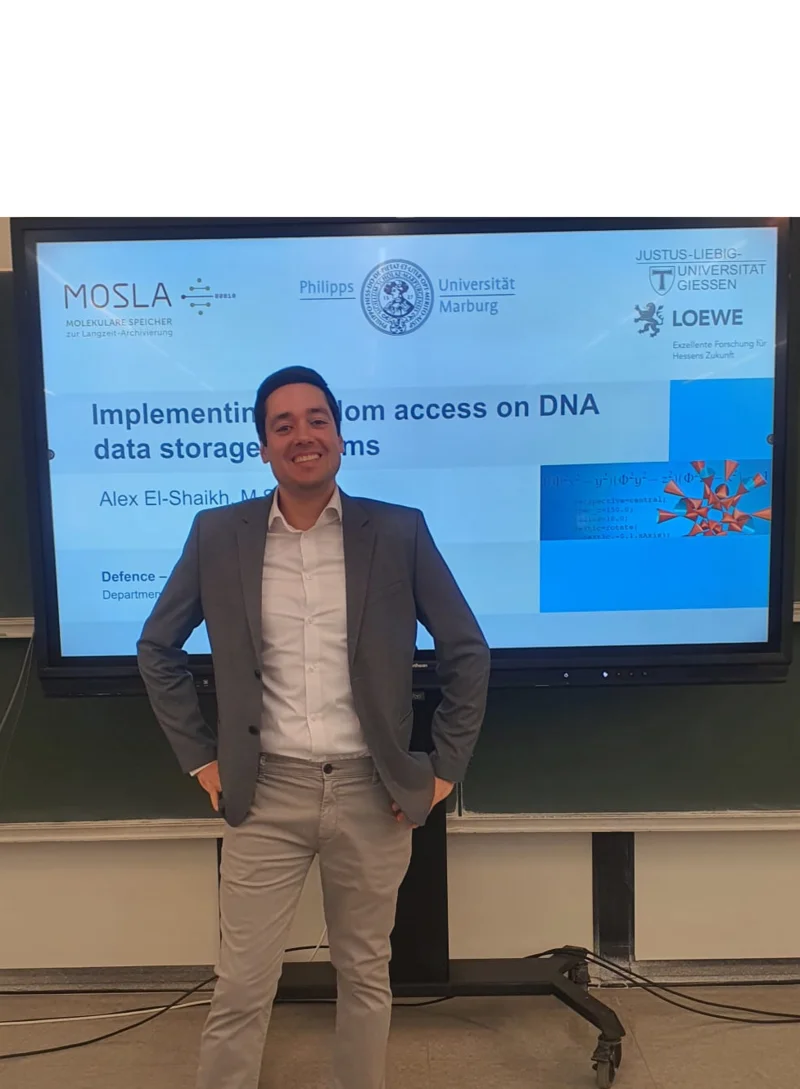 MOSLA
MOLEKULARE SPEICHER
zur Langzeit-Archivierung
Philipps
Universität
Marburg
JUSTUS-LIEBIG-
UNIVERSITÄT
GIESSEN
LOEWE
Exzellente Forschung für
Hessens Zukunft
Implementin dom access on DNA
data storage ms
Alex El-Shaikh, M.S
Defence –
Departmen